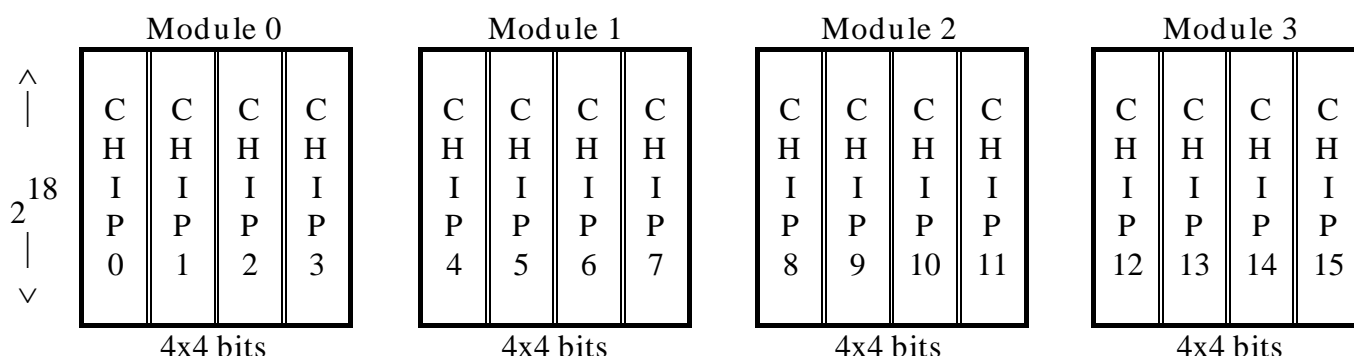 Module 0 Module 1 Module 2 Module 3
C C C C C C C C C C C C C C C C
H H H H H H H H H H H H H H H H
I I I I I I I I I I I I I I I I
2^18
P P P P P P P P P P P P P P P P
0 1 2 3 4 5 6 7 8 9 10 11 12 13 14 15
4x4 bits 4x4 bits 4x4 bits 4x4 bits